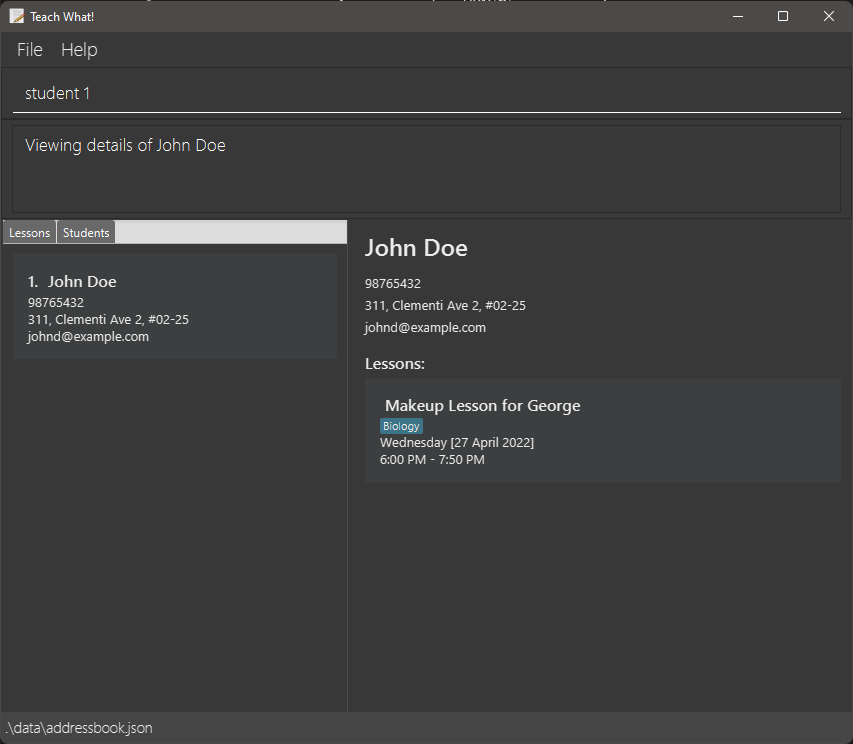 Teach What!
File Help
student 1
Viewing details of John Doe
Lessons Students
1. John Doe
98765432
311, Clementi Ave 2, #02-25
johnd@example.com
John Doe
98765432
311, Clementi Ave 2, #02-25
johnd@example.com
Lessons:
Makeup Lesson for George
Biology
Wednesday [27 April 2022]
6:00 PM - 7:50 PM
.\data\addressbook.json